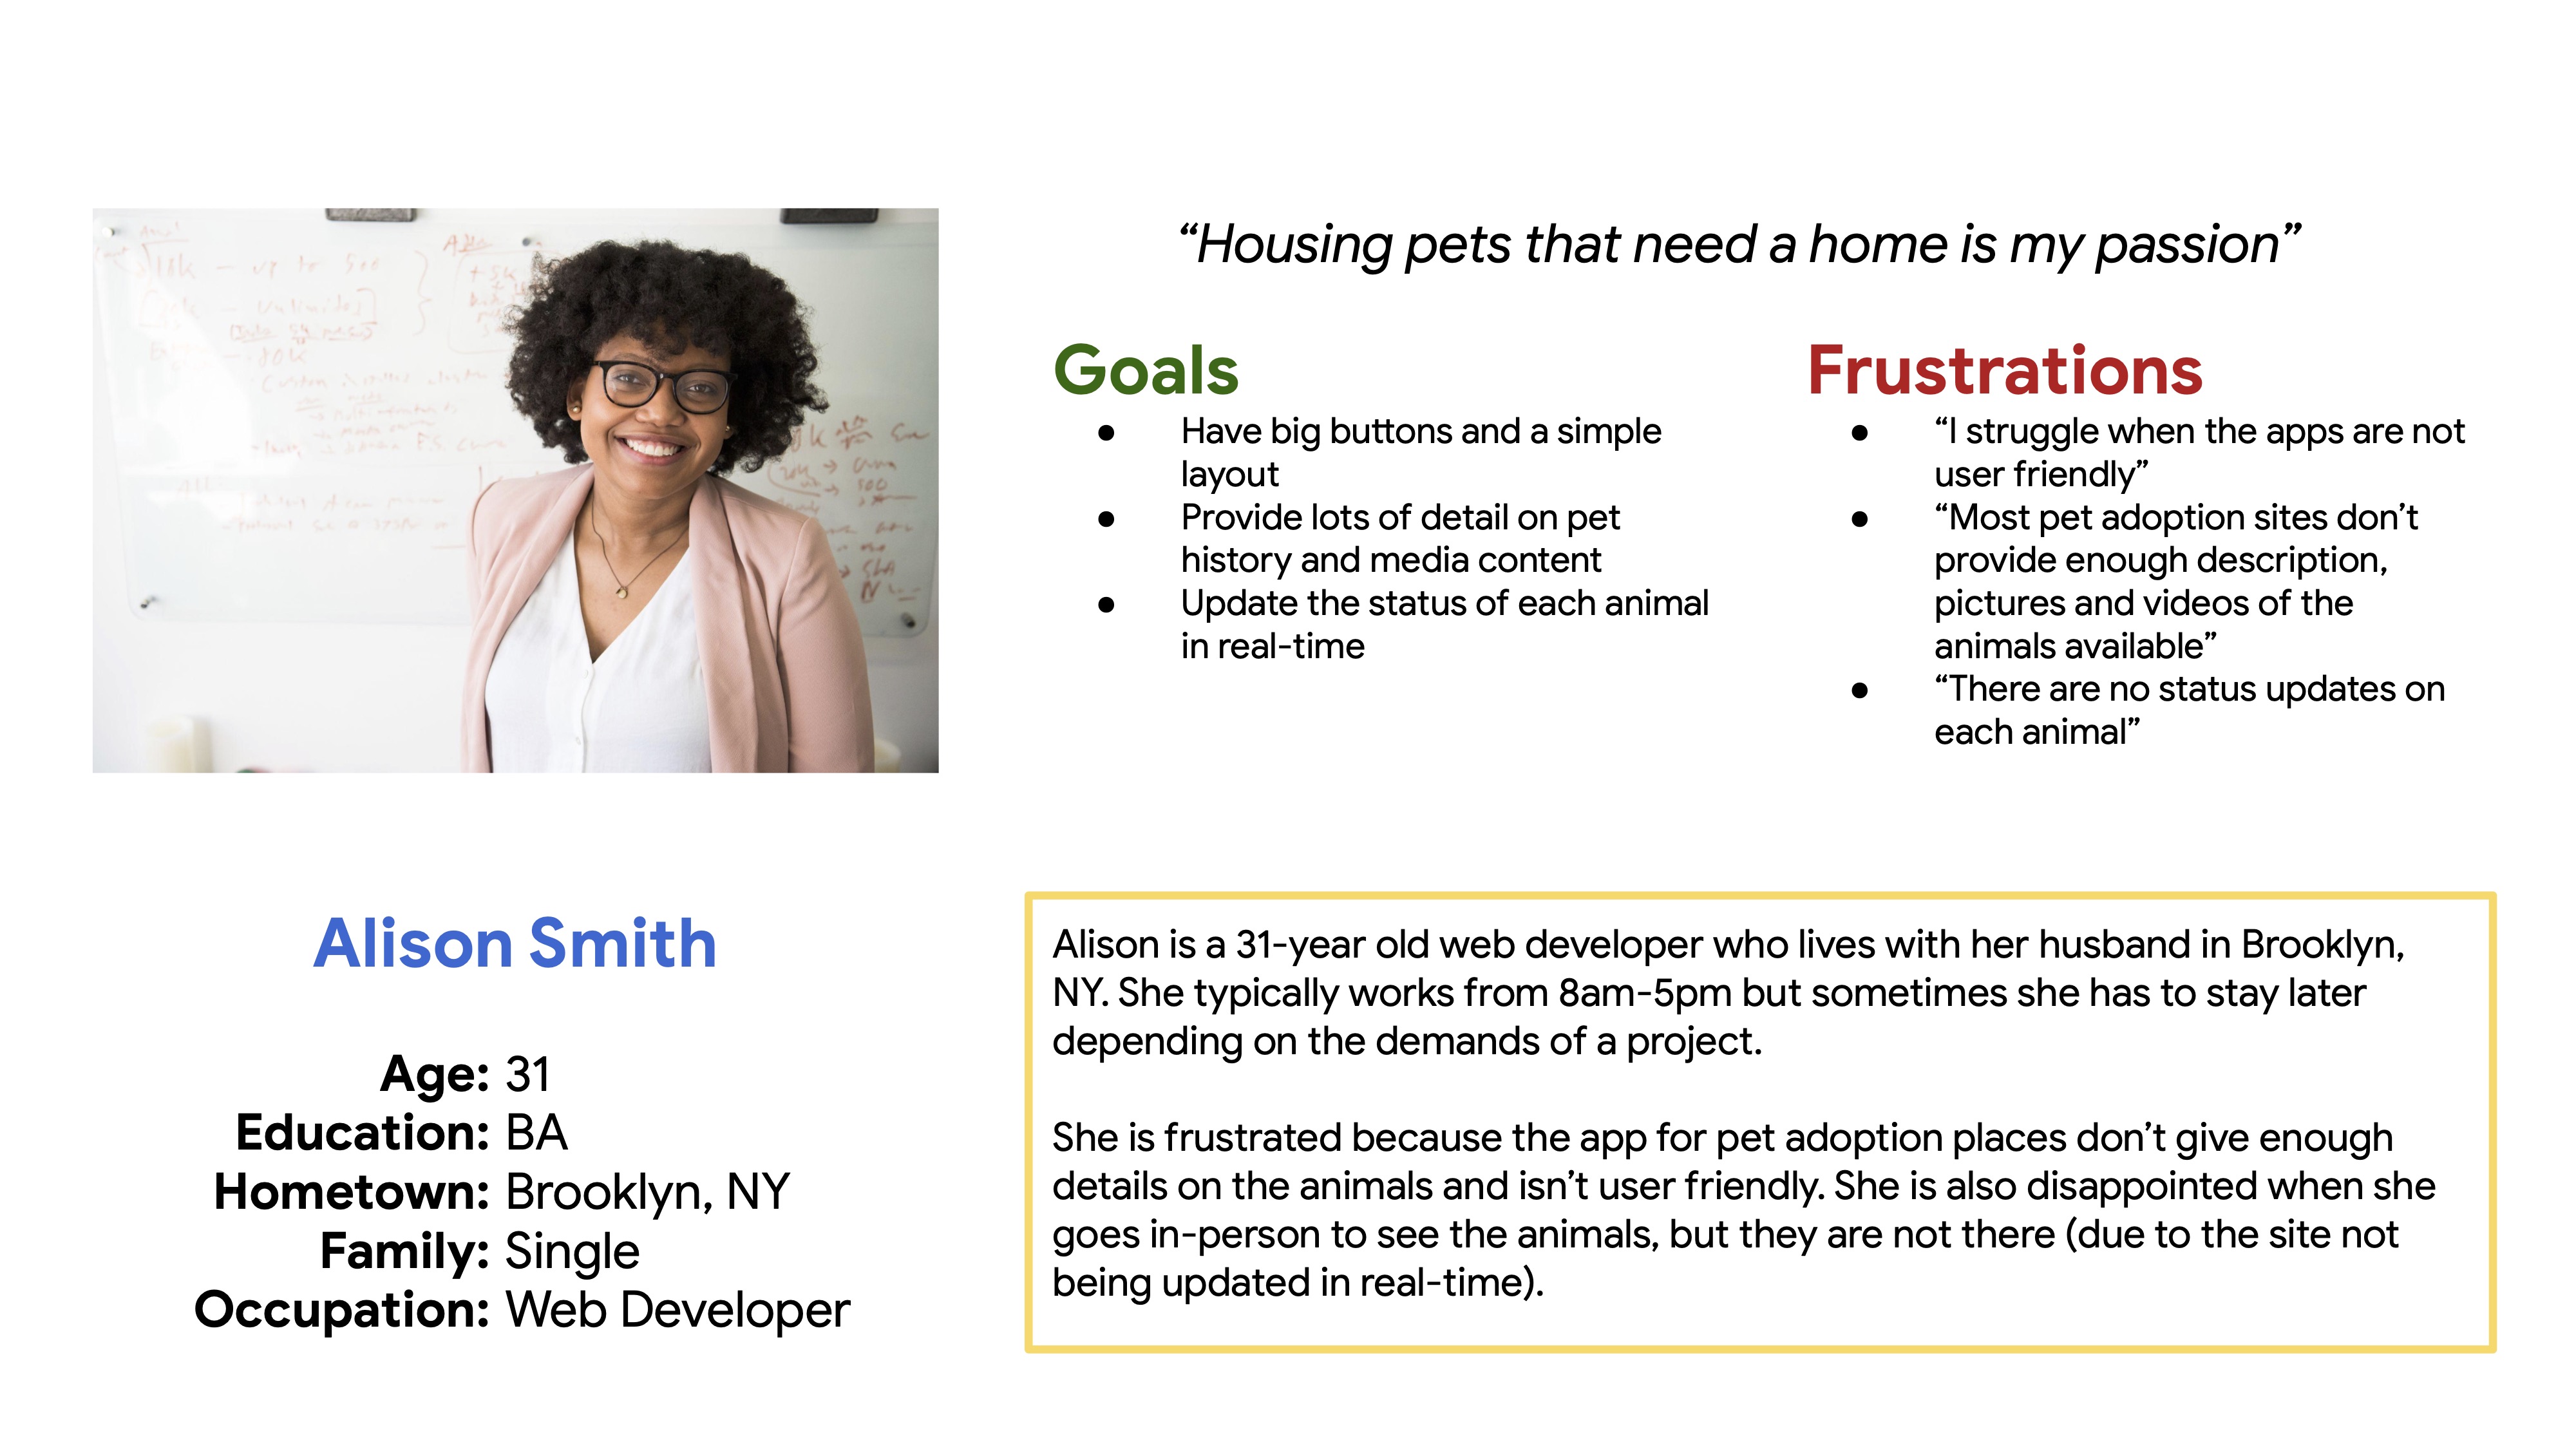 “Housing pets that need a home is my passion”
Goals
● Have big buttons and a simple
layout
● Provide lots of detail on pet
history and media content
● Update the status of each animal
in real-time
Frustrations
● “I struggle when the apps are not
user friendly”
● “Most pet adoption sites don’t
provide enough description,
pictures and videos of the
animals available”
● “There are no status updates on
each animal”
Alison Smith
Age: 31
Education: BA
Hometown: Brooklyn, NY
Family: Single
Occupation: Web Developer
Alison is a 31-year old web developer who lives with her husband in Brooklyn,
NY. She typically works from 8am-5pm but sometimes she has to stay later
depending on the demands of a project.
She is frustrated because the app for pet adoption places don’t give enough
details on the animals and isn’t user friendly. She is also disappointed when she
goes in-person to see the animals, but they are not there (due to the site not
being updated in real-time).